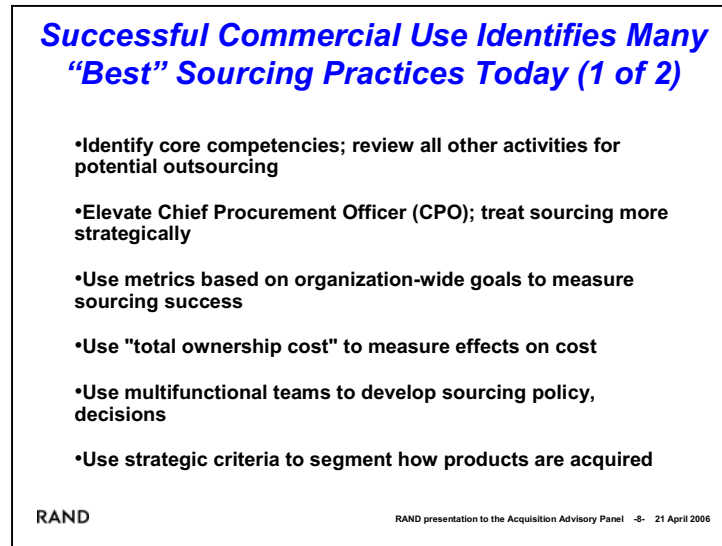 Successful Commercial Use Identifies Many
“Best” Sourcing Practices Today (1 of 2)
•Identify core competencies; review all other activities for
potential outsourcing
•Elevate Chief Procurement Officer (CPO); treat sourcing more
strategically
•Use metrics based on organization-wide goals to measure
sourcing success
•Use "total ownership cost" to measure effects on cost
•Use multifunctional teams to develop sourcing policy,
decisions
•Use strategic criteria to segment how products are acquired
RAND
RAND presentation to the Acquisition Advisory Panel -8- 21 April 2006